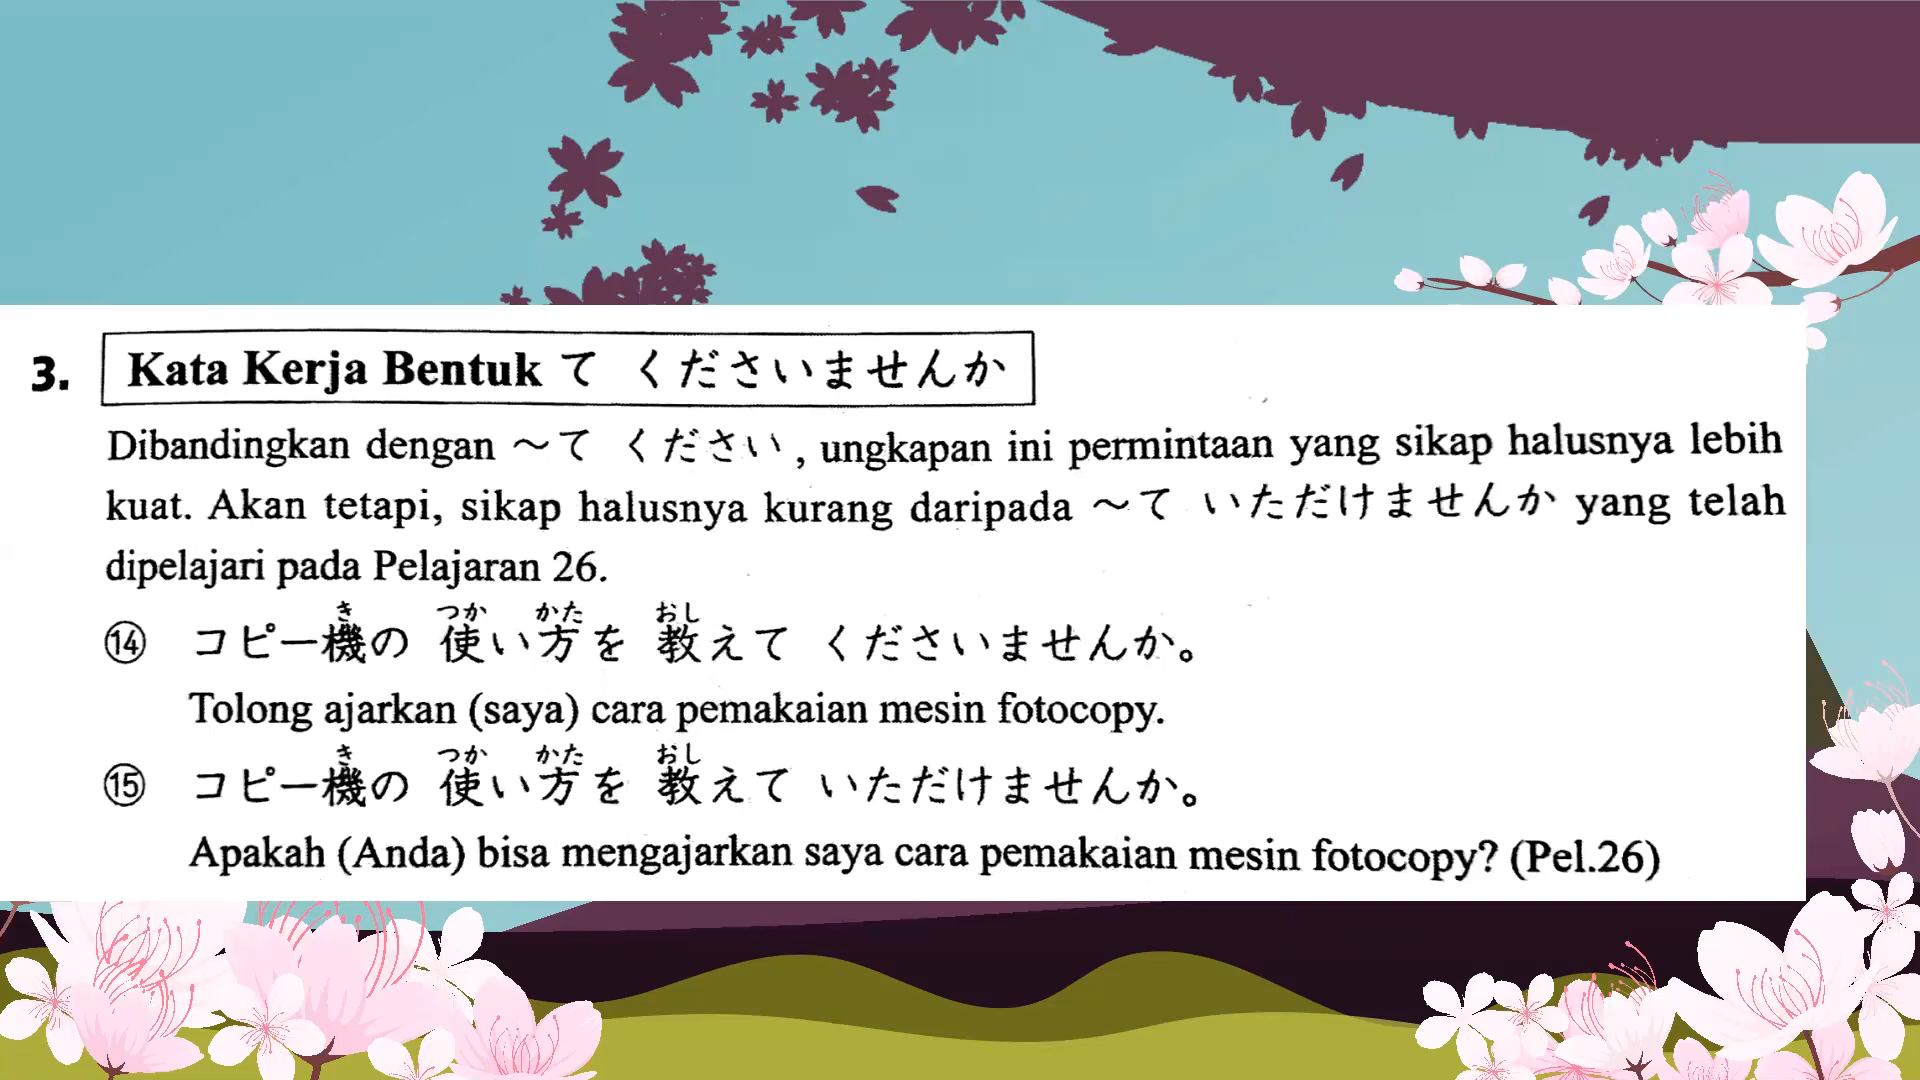 3. Kata Kerja Bentuk て くださいませんか
Dibandingkan dengan ～て ください, ungkapan ini permintaan yang sikap halusnya lebih
kuat. Akan tetapi, sikap halusnya kurang daripada ～て いただけませんか yang telah
dipelajari pada Pelajaran 26.
き つか かた おし
⑭ コピー機の 使い方を 教えて くださいませんか。
Tolong ajarkan (saya) cara pemakaian mesin fotocopy.
き つか かた おし
⑮ コピー機の 使い方を 教えて いただけませんか。
Apakah (Anda) bisa mengajarkan saya cara pemakaian mesin fotocopy? (Pel.26)